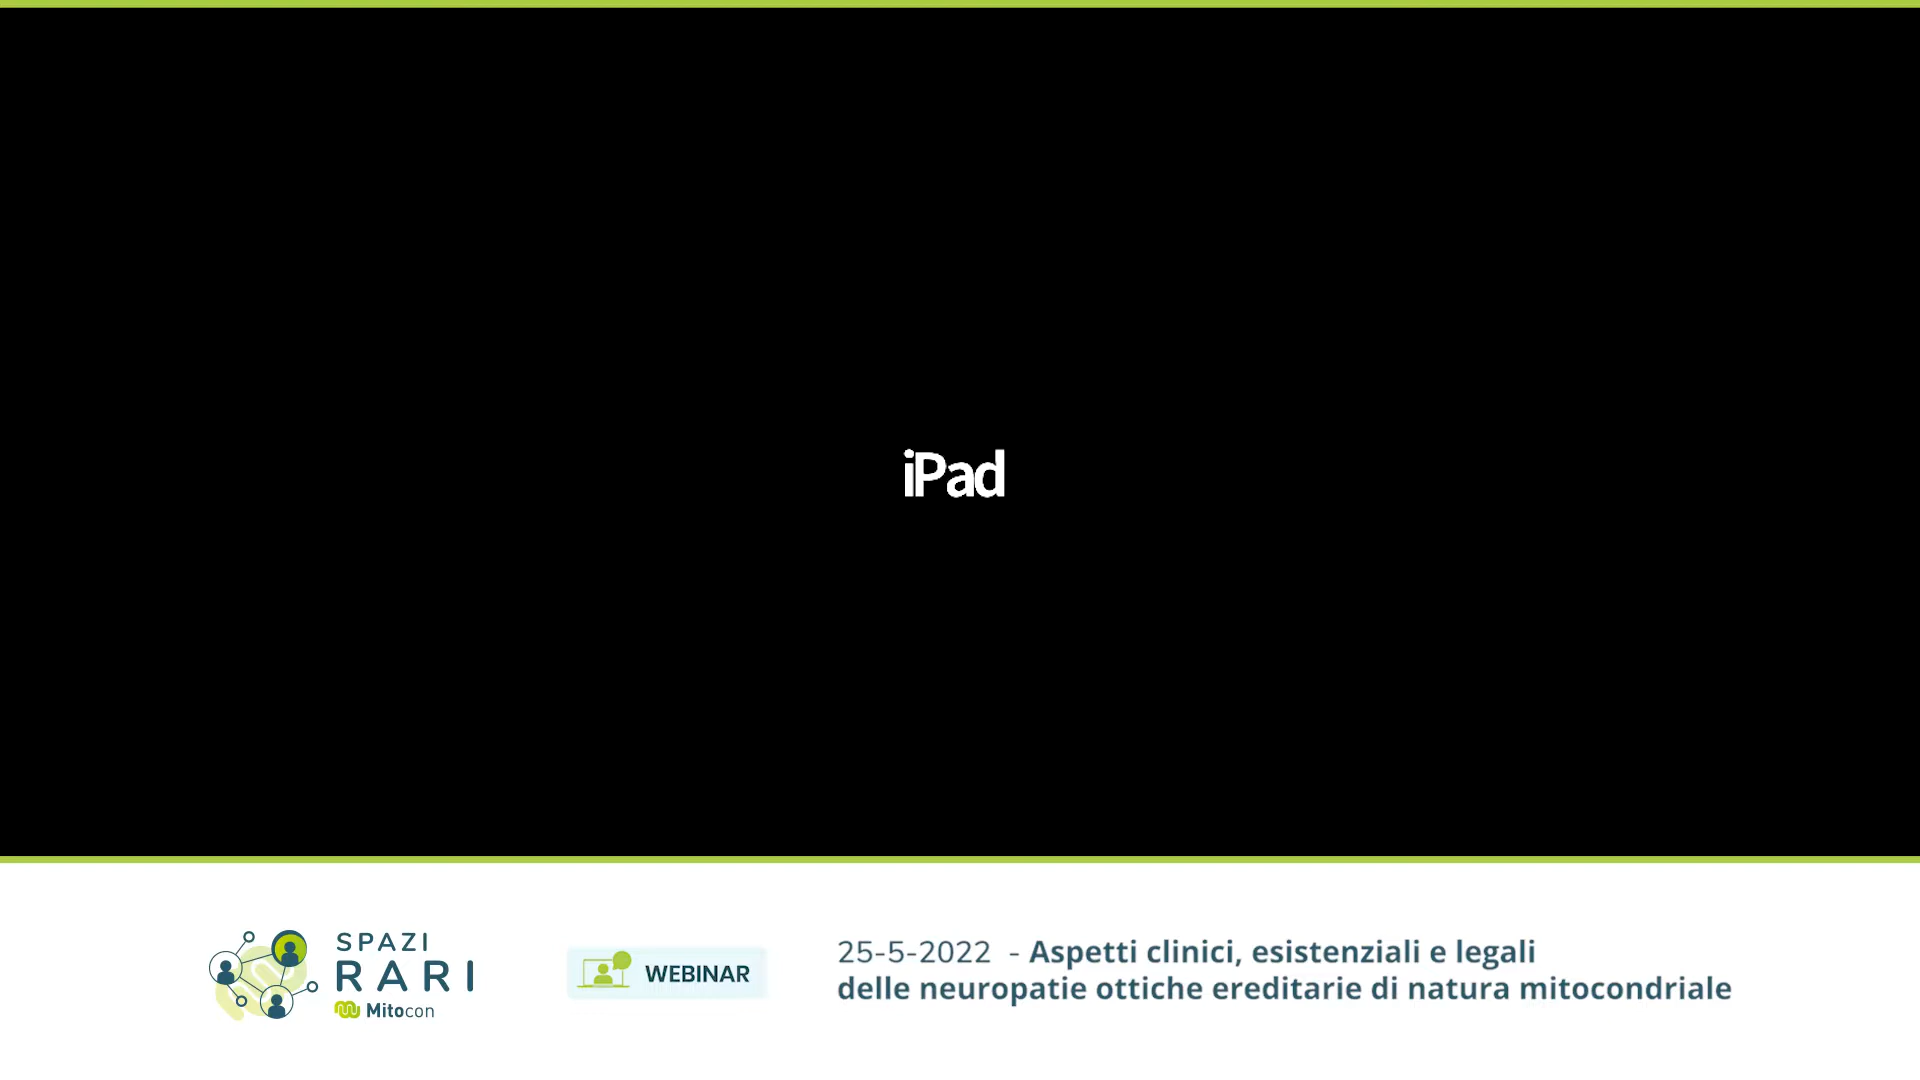 iPad
SPAZI
RARI
Mitocon
WEBINAR
25-5-2022 - Aspetti clinici, esistenziali e legali
delle neuropatie ottiche ereditarie di natura mitocondriale